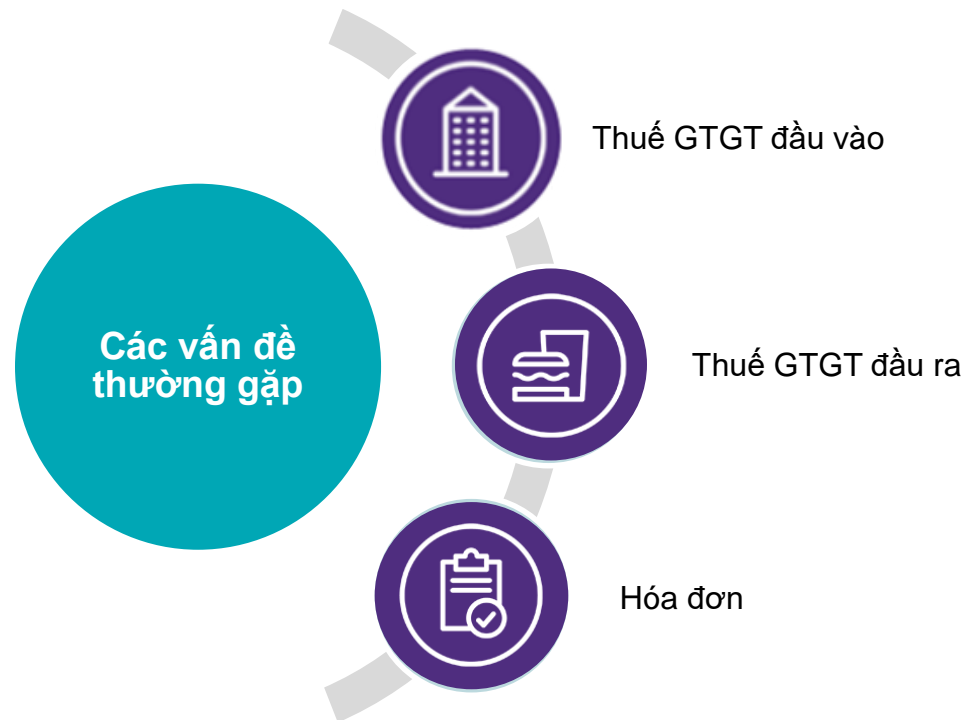 Thuế GTGT đầu vào
Các vấn đề
thường gặp
Thuế GTGT đầu ra
Hóa đơn